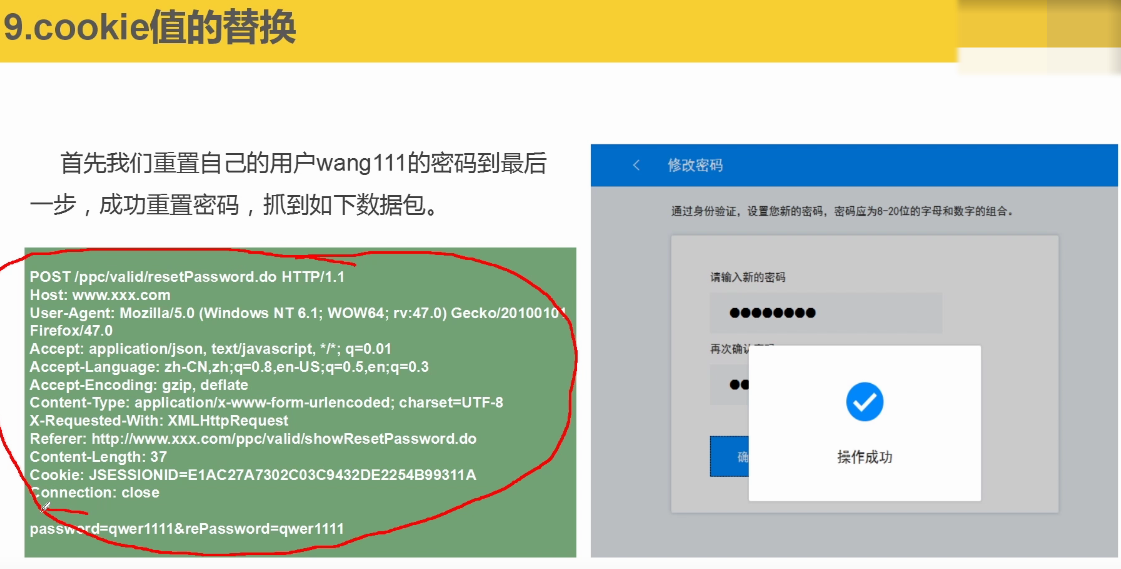 9.cookie值的替换
首先我们重置自己的用户wang111的密码到最后
一步，成功重置密码，抓到如下数据包。
POST /ppc/valid/resetPassword.do HTTP/1.1
Host: www.xxx.com
User-Agent: Mozilla/5.0 (Windows NT 6.1; WOW64; rv:47.0) Gecko/20100101
Firefox/47.0
Accept: application/json, text/javascript, */*; q=0.01
Accept-Language: zh-CN,zh;q=0.8,en-US;q=0.5,en;q=0.3
Accept-Encoding: gzip, deflate
Content-Type: application/x-www-form-urlencoded; charset=UTF-8
X-Requested-With: XMLHttpRequest
Referer: http://www.xxx.com/ppc/valid/showResetPassword.do
Content-Length: 37
Cookie: JSESSIONID=E1AC27A7302C03C9432DE2254B99311A
Connection: close
password=qwer1111&rePassword=qwer1111
修改密码
通过身份验证，设置您新的密码，密码应为8-20位的字母和数字的组合。
请输入新的密码
再次确认密码
确
操作成功